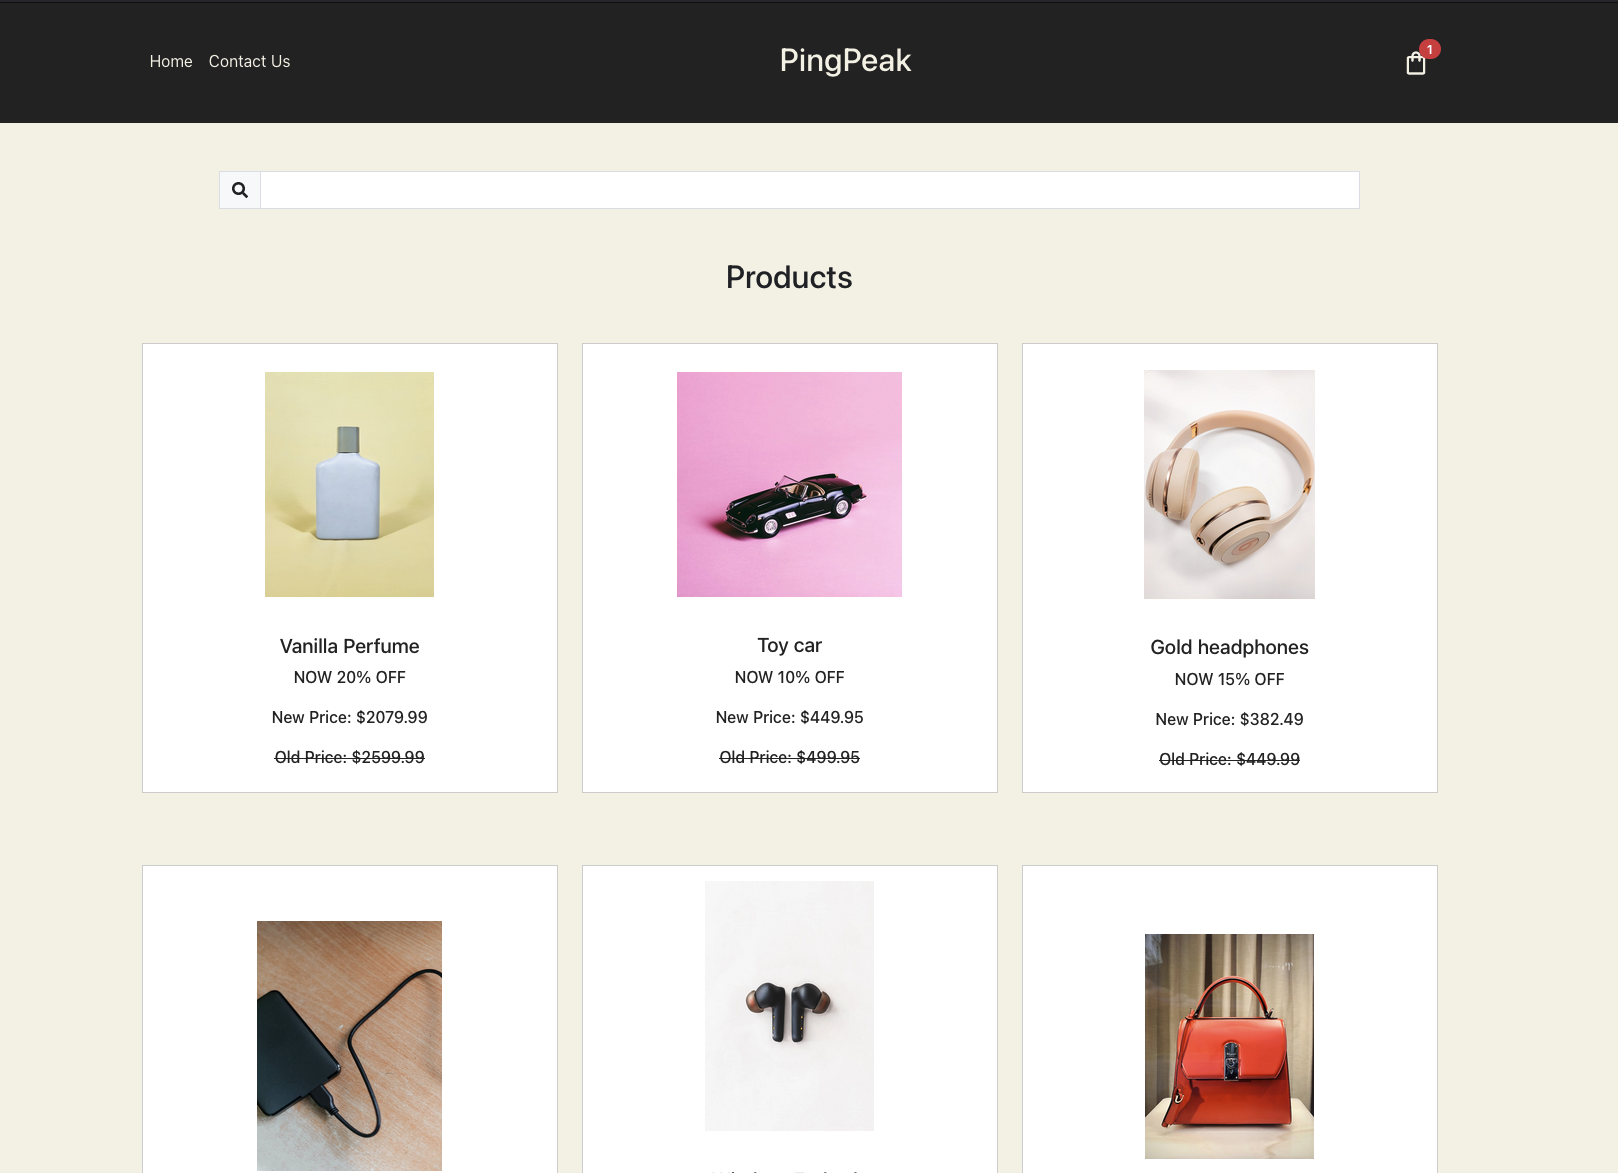 Home Contact Us
PingPeak
1
Products
Vanilla Perfume
NOW 20% OFF
New Price: $2079.99
Old Price: $2599.99
Toy car
NOW 10% OFF
New Price: $449.95
Old Price: $499.95
Gold headphones
NOW 15% OFF
New Price: $382.49
Old Price: $449.99